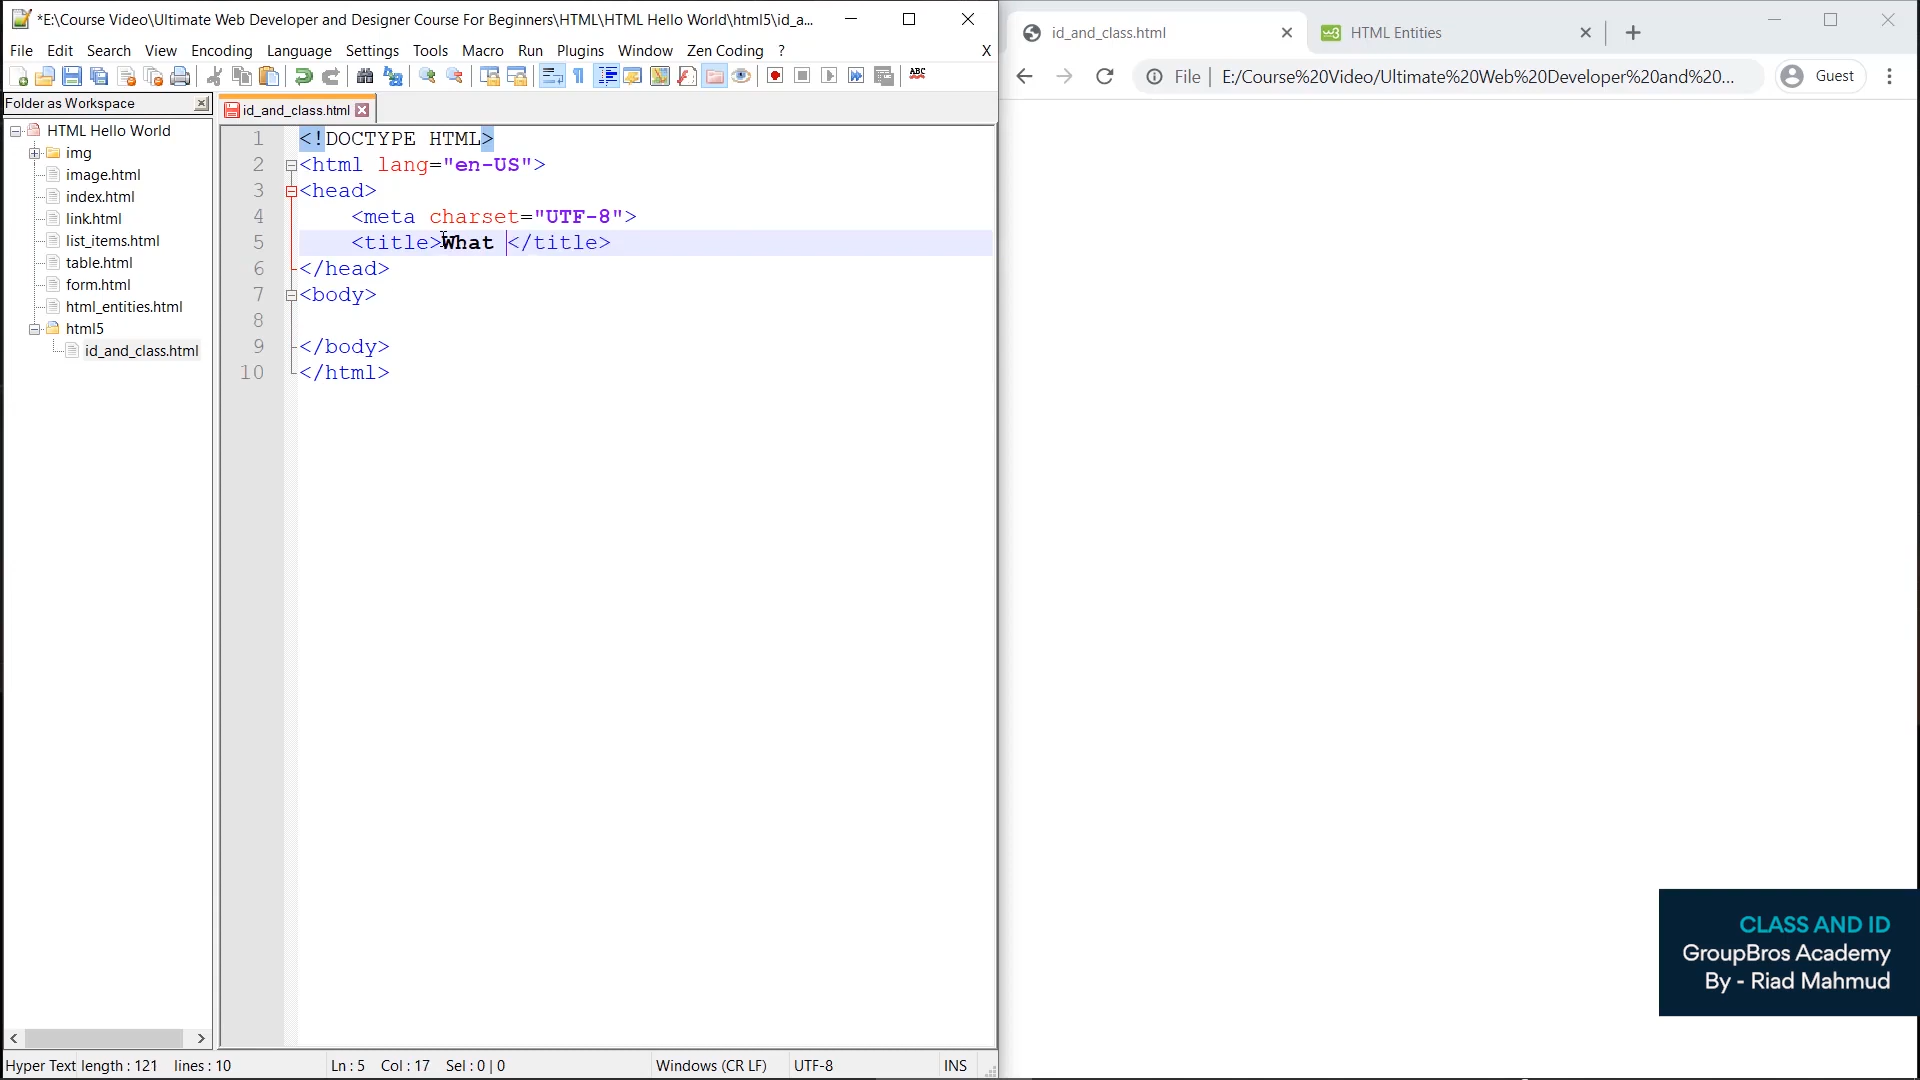 *E:\Course Video\Ultimate Web Developer and Designer Course For Beginners\HTML\HTML Hello World\html5\id_a...
File Edit Search View Encoding Language Settings Tools Macro Run Plugins Window Zen Coding ? X
ABC
Folder as Workspace
HTML Hello World
img
image.html
index.html
link.html
list_items.html
table.html
form.html
html_entities.html
html5
id_and_class.html
id_and_class.html
1 <!DOCTYPE HTML>
2 <html lang="en-US">
3 <head>
4 <meta charset="UTF-8">
5 <title>What </title>
6 </head>
7 <body>
8
9 </body>
10 </html>
Hyper Text length : 121 lines : 10 Ln : 5 Col : 17 Sel : 0 | 0 Windows (CR LF) UTF-8 INS
id_and_class.html
w3 HTML Entities
File E:/Course%20Video/Ultimate%20Web%20Developer%20and%20...
Guest
CLASS AND ID
GroupBros Academy
By - Riad Mahmud